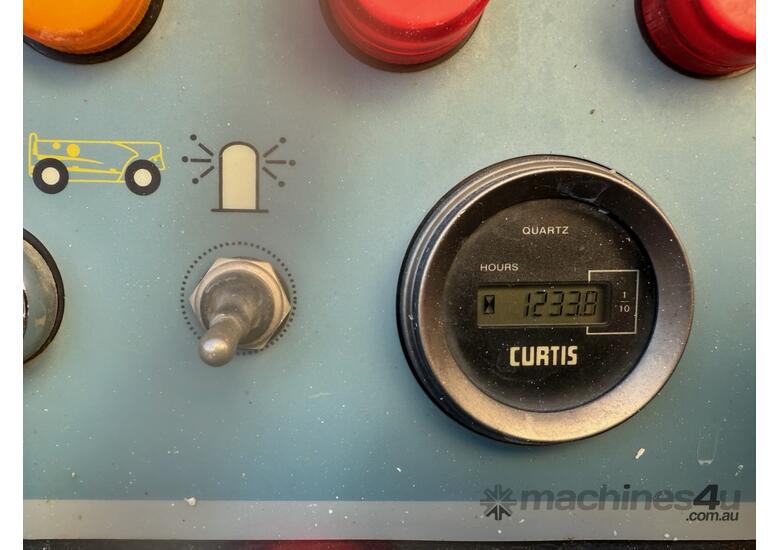 QUARTZ
HOURS
1233.8
1
10
CURTIS
machines4u
.com.au